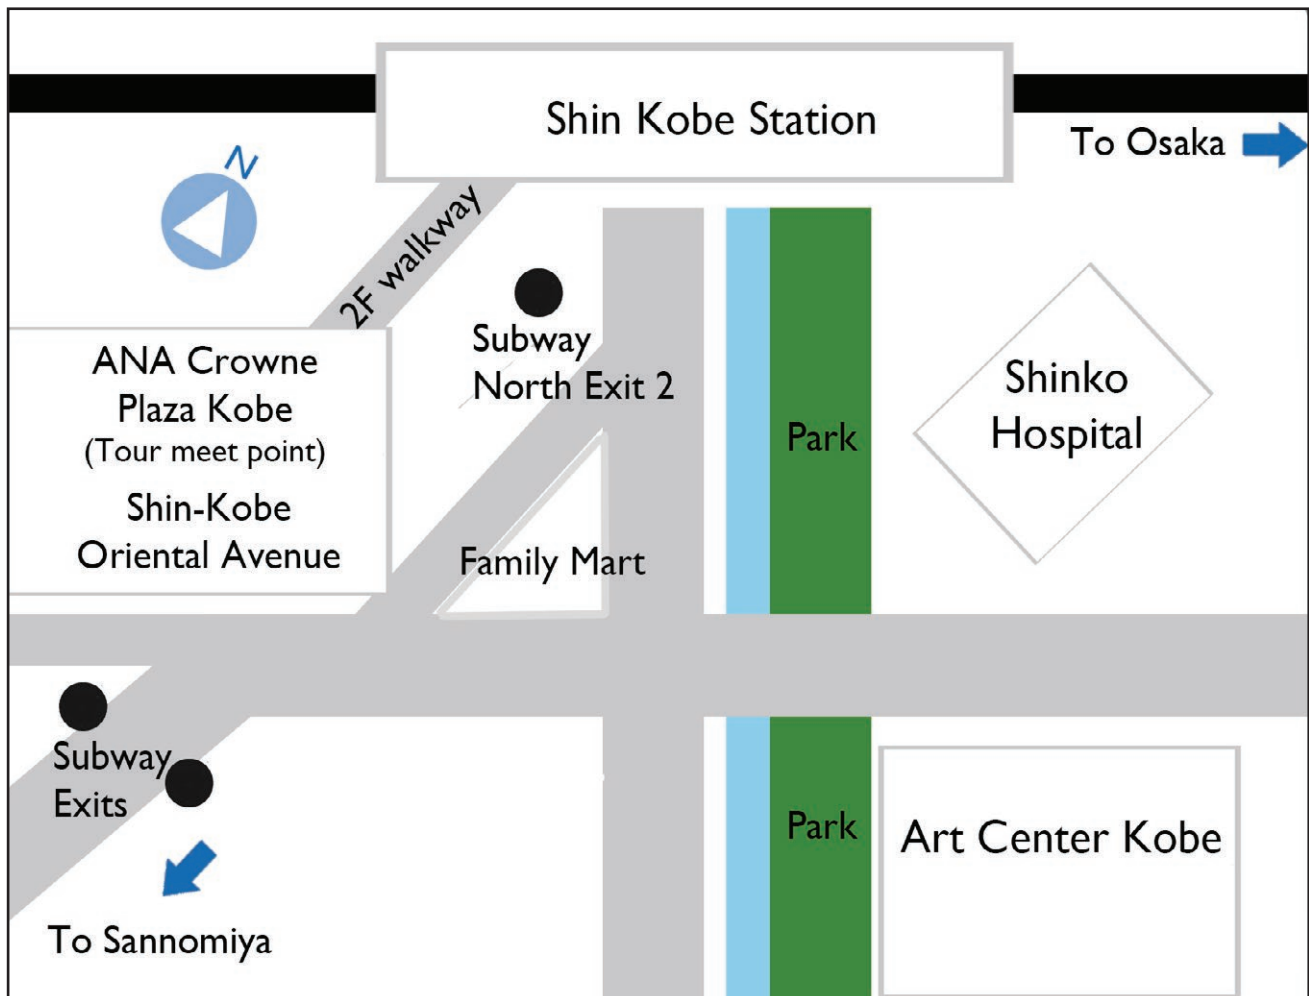 Shin Kobe Station
To Osaka
N
2F walkway
Subway
North Exit 2
ANA Crowne
Plaza Kobe
(Tour meet point)
Shin-Kobe
Oriental Avenue
Park
Shinko
Hospital
Family Mart
Subway
Exits
Park
Art Center Kobe
To Sannomiya